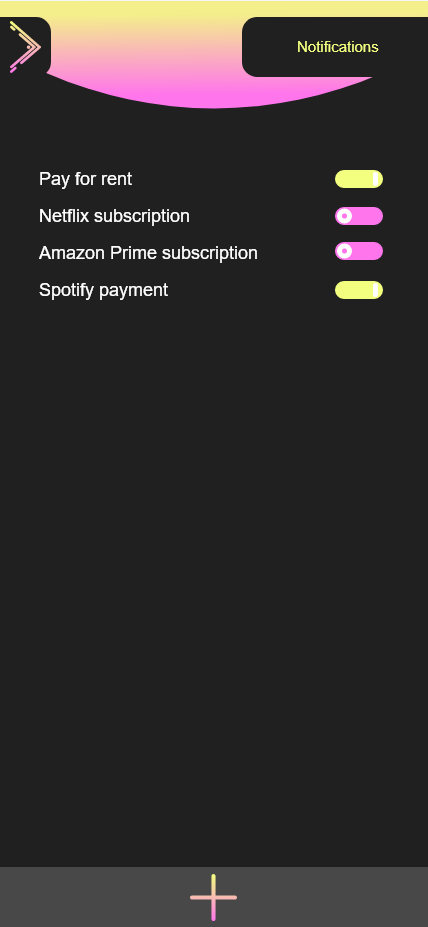 Notifications
Pay for rent
Netflix subscription
Amazon Prime subscription
Spotify payment